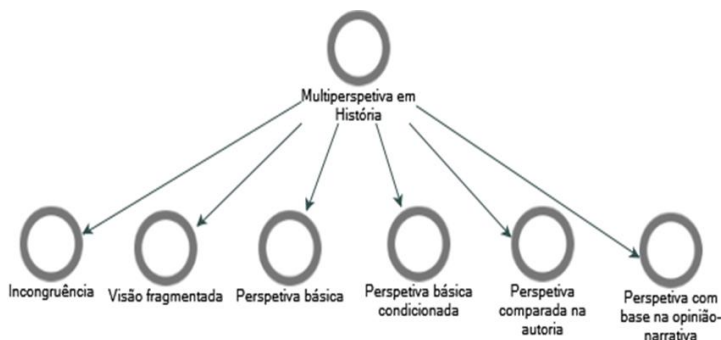 Multiperspetiva em
História
Incongruência
Visão fragmentada
Perspetiva básica
Perspetiva básica
condicionada
Perspetiva
comparada na
autoria
Perspetiva com
base na opinião-
narrativa